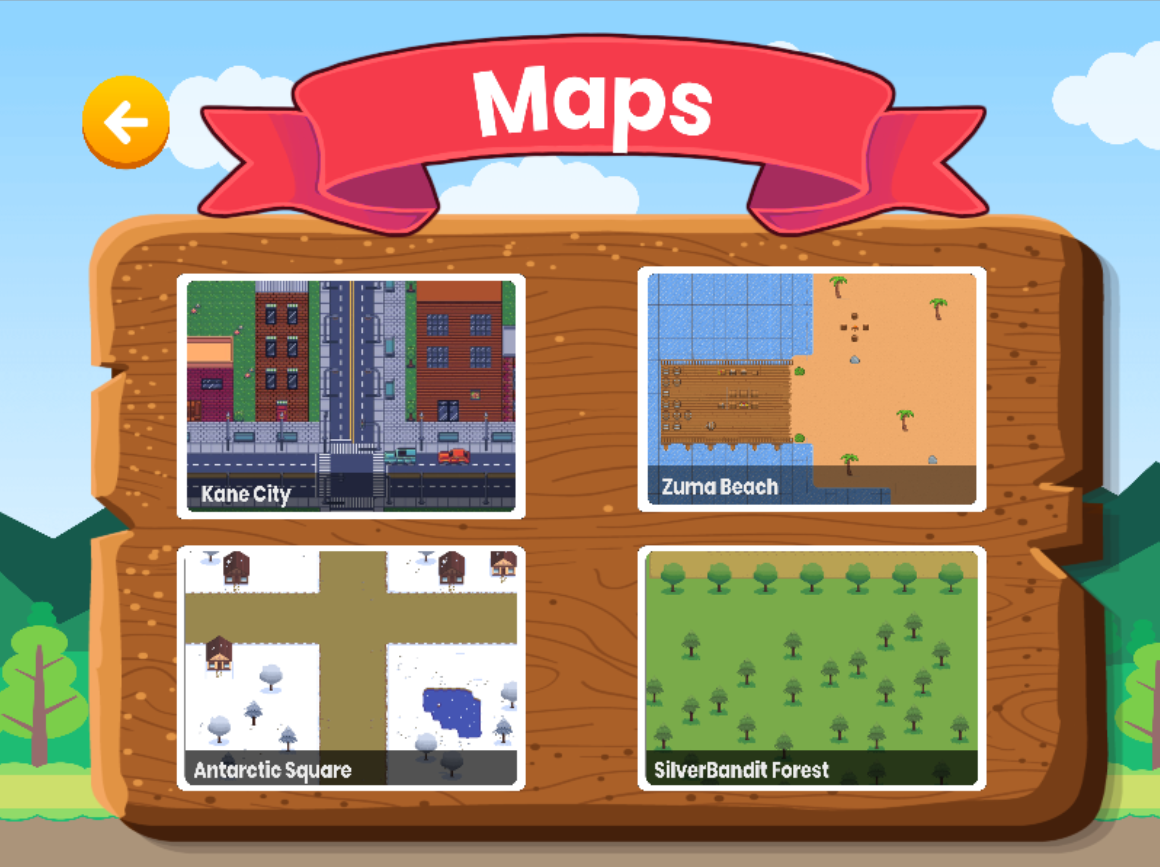 Maps
Kane City
Zuma Beach
Antarctic Square
SilverBandit Forest